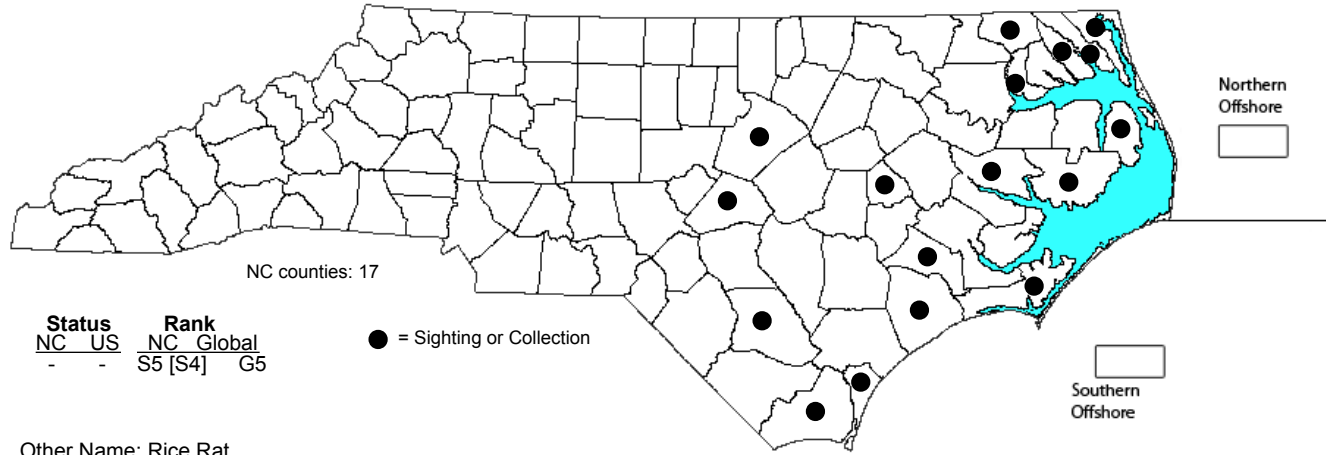 Northern
Offshore
NC counties: 17
Status Rank
NC US NC Global
- - S5 [S4] G5
= Sighting or Collection
Southern
Offshore
Other Name: Rice Rat